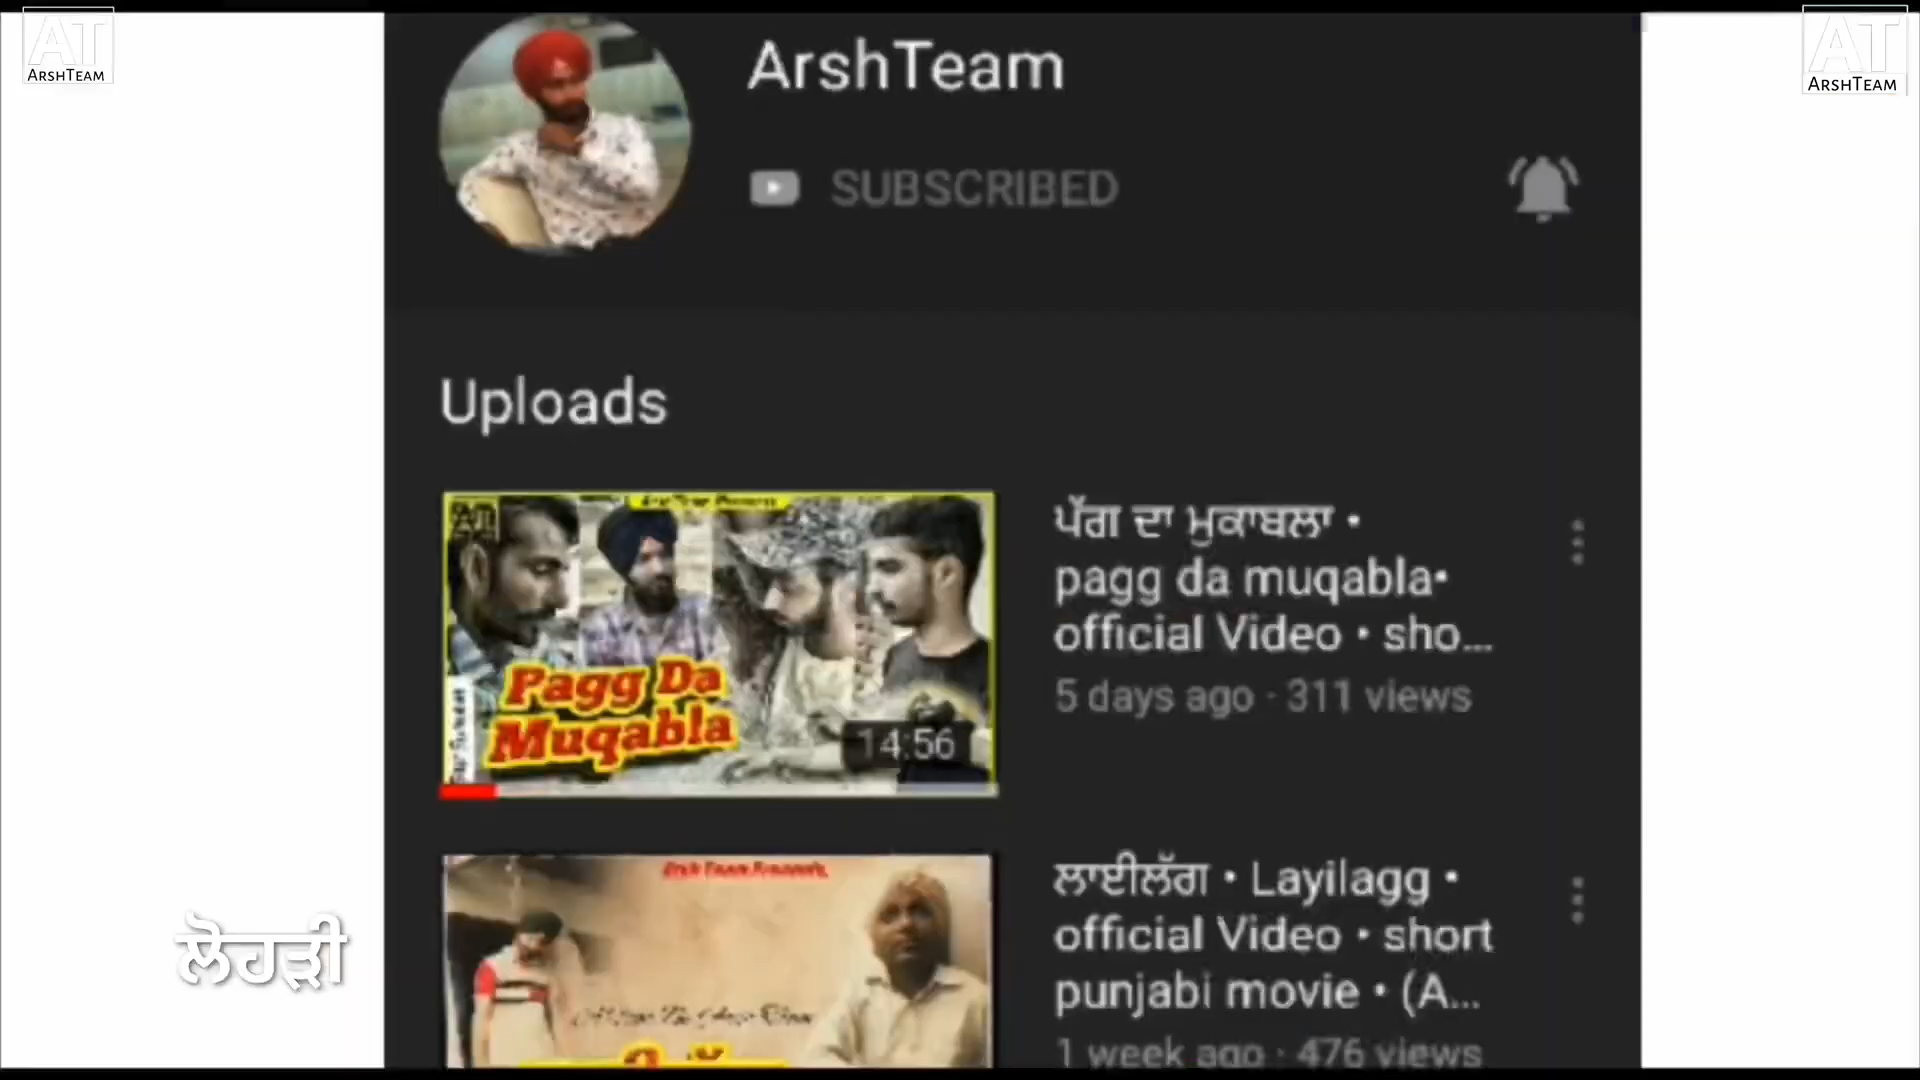 AT
ARSHTEAM
AT
ARSHTEAM
ArshTeam
SUBSCRIBED
Uploads
Pagg Da
Muqabla
14:56
ਪੱਗ ਦਾ ਮੁਕਾਬਲਾ •
pagg da muqabla•
official Video • sho...
5 days ago · 311 views
ਲਾਈਲੱਗ • Layilagg •
official Video • short
punjabi movie • (A...
1 week ago · 476 views
ਲੋਹੜੀ